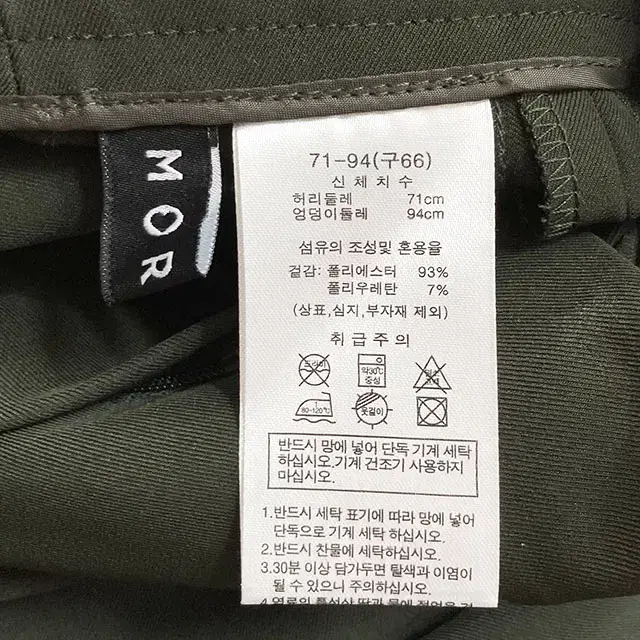 MOR
71-94(구66)
신체치수
허리둘레 71cm
엉덩이둘레 94cm
섬유의 조성및 혼용율
겉감: 폴리에스터 93%
폴리우레탄 7%
(상표,심지,부자재 제외)
취급주의
드라이
약30℃
중성
80-120℃
옷걸이
반드시 망에 넣어 단독 기계 세탁
하십시오.기계 건조기 사용하지
마십시오.
1.반드시 세탁 표기에 따라 망에 넣어
단독으로 기계 세탁 하십시오.
2.반드시 찬물에 세탁하십시오.
3.30분 이상 담가두면 탈색과 이염이
될 수 있으니 주의하십시오.